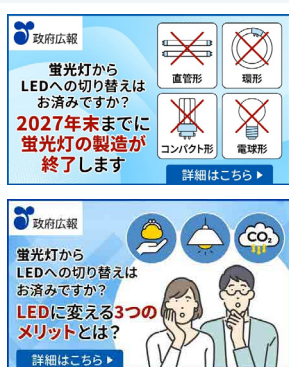 政府広報
蛍光灯から
LEDへの切り替えは
お済みですか？
2027年末までに
蛍光灯の製造が
終了します
直管形
環形
コンパクト形
電球形
詳細はこちら▶
政府広報
蛍光灯から
LEDへの切り替えは
お済みですか？
LEDに変える3つの
メリットとは？
CO₂
詳細はこちら▶